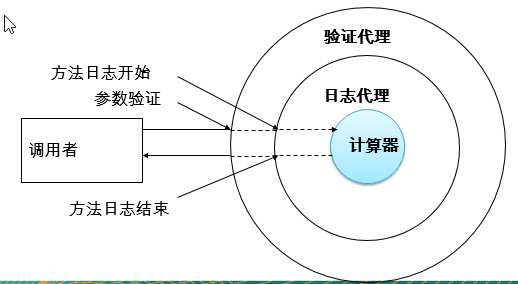 验证代理
方法日志开始
参数验证
日志代理
调用者
计算器
方法日志结束